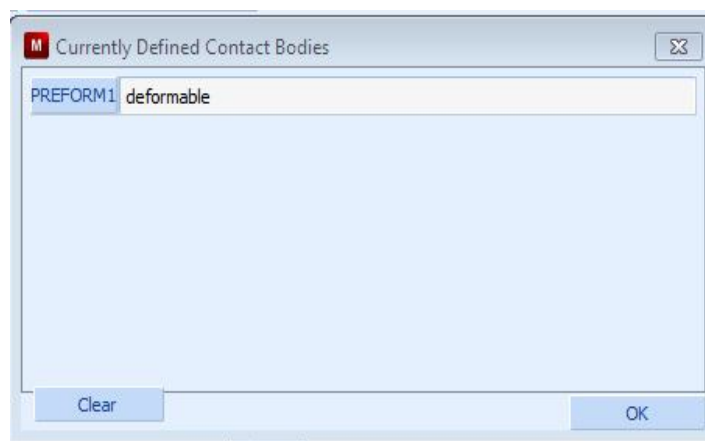 M Currently Defined Contact Bodies
PREFORM1 deformable
Clear
OK